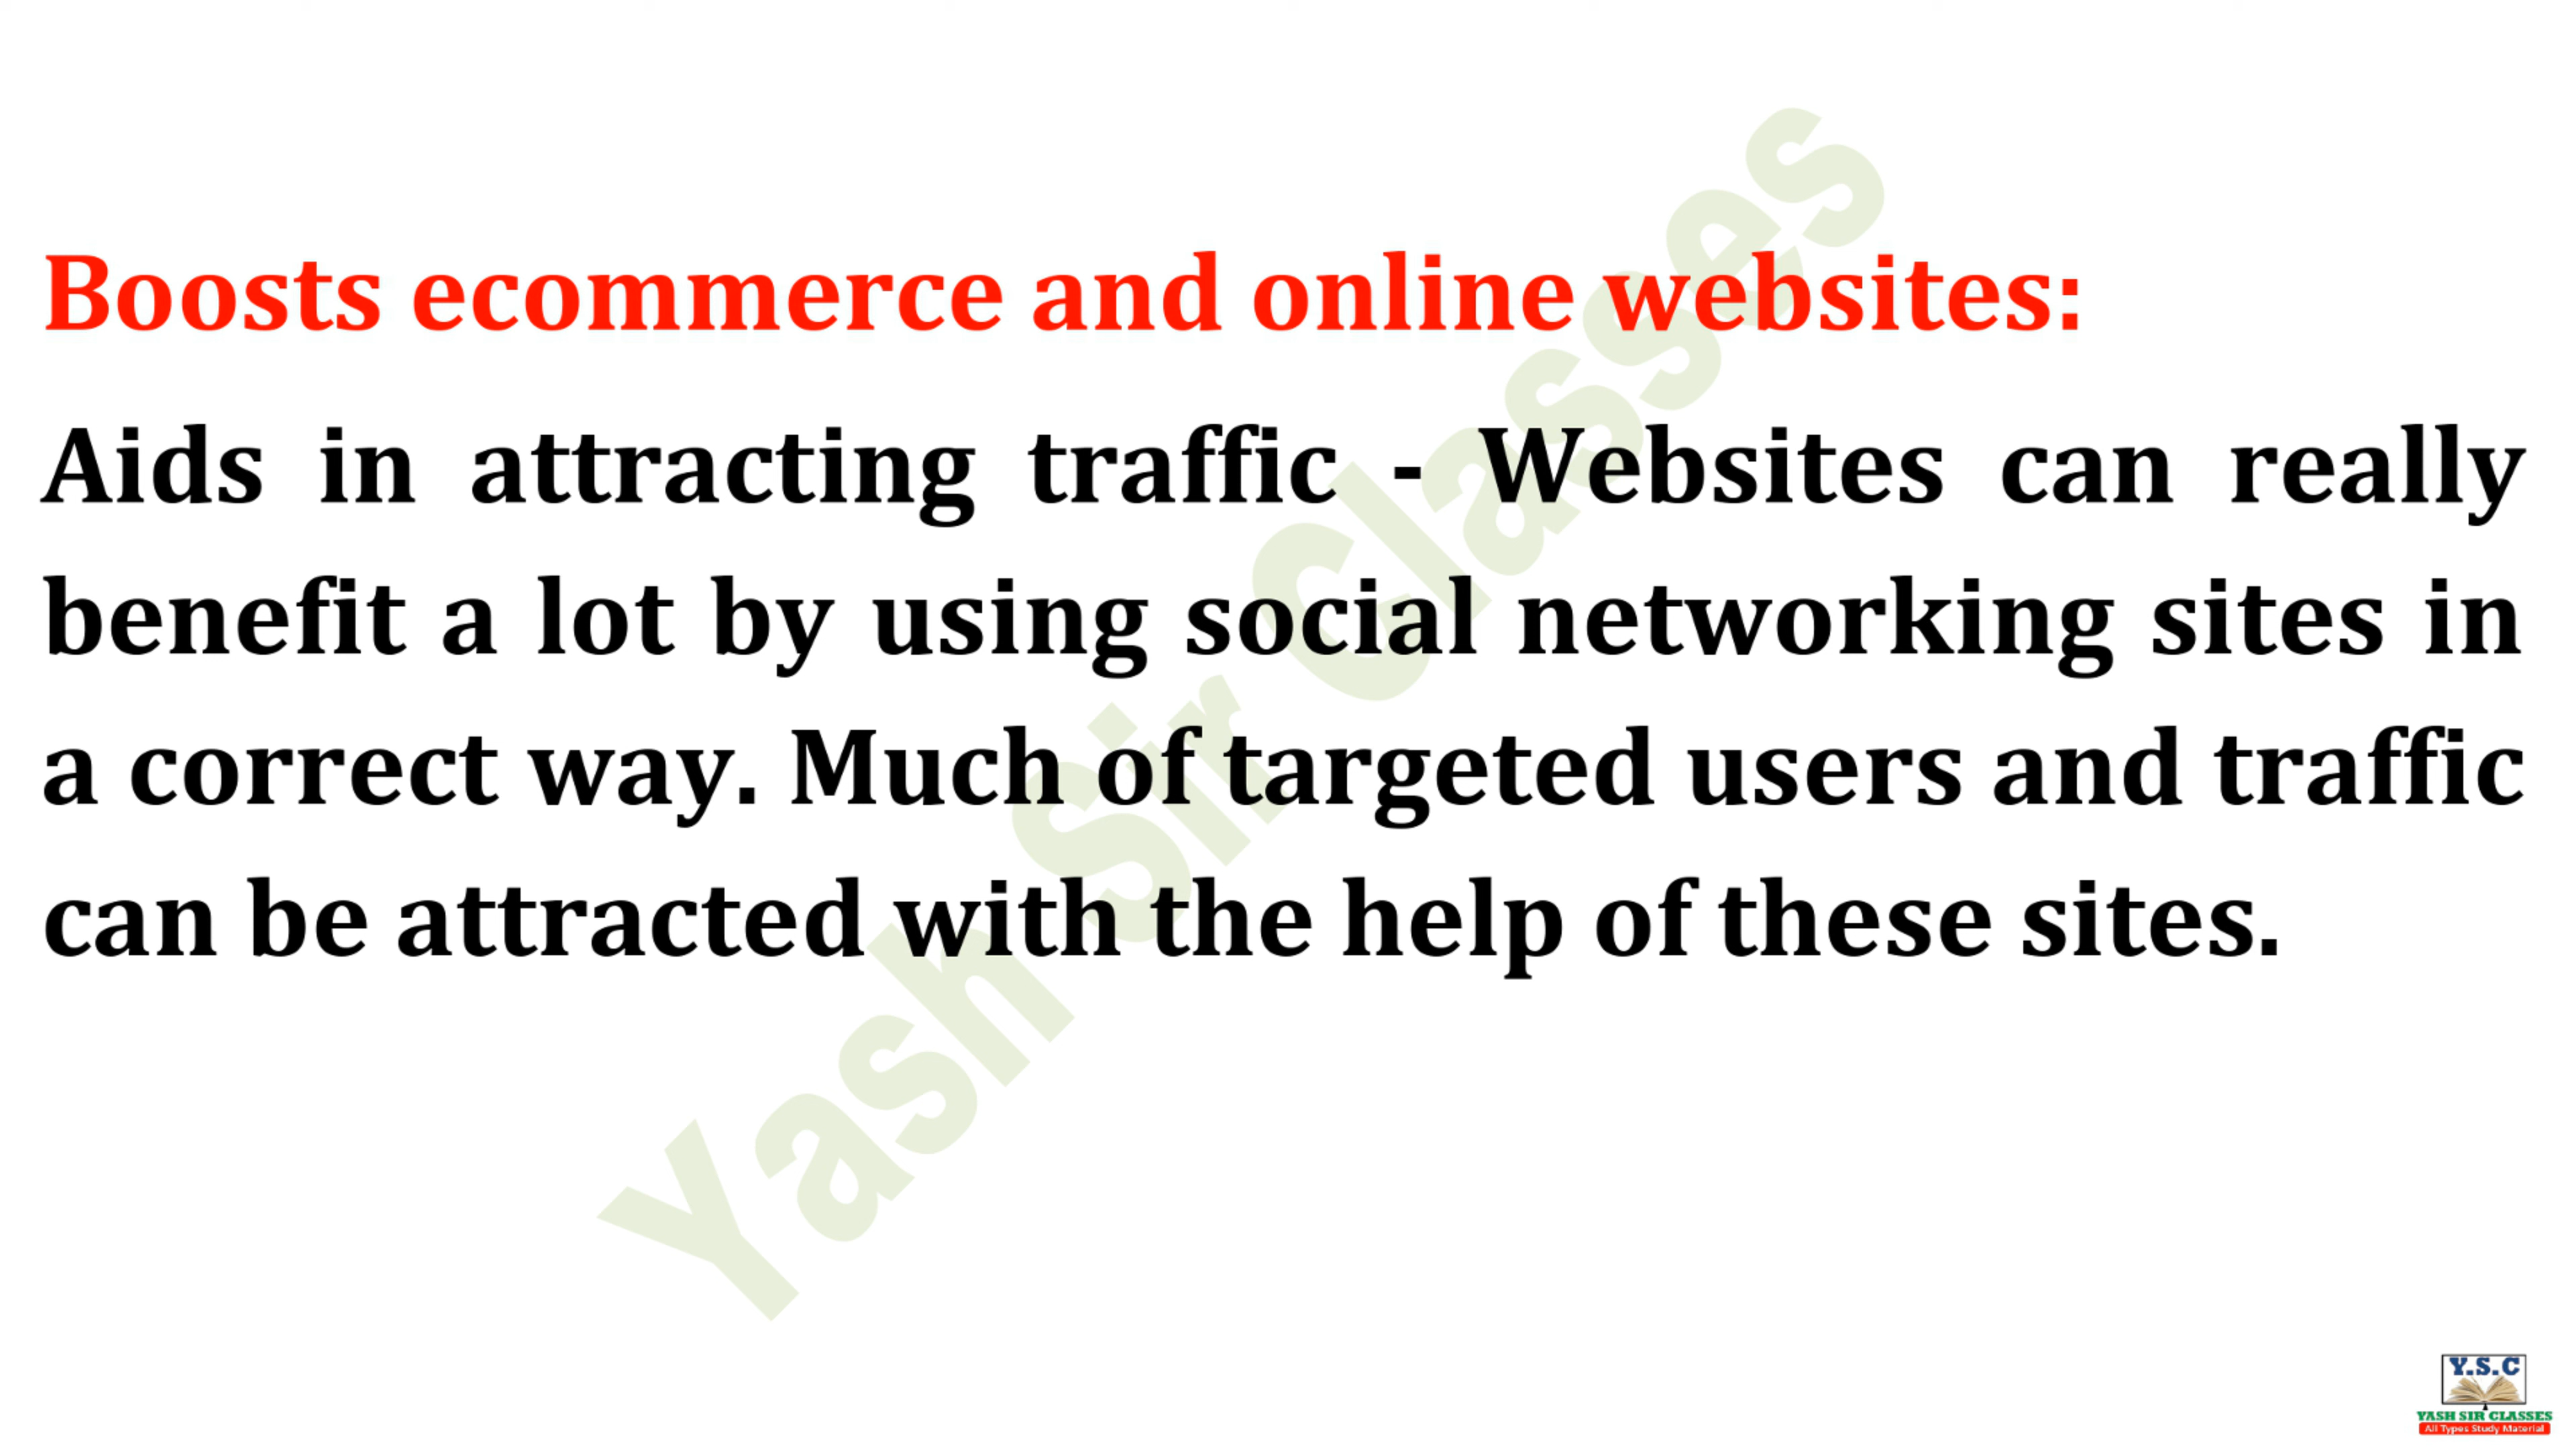 Boosts ecommerce and online websites:
Aids in attracting traffic - Websites can really
benefit a lot by using social networking sites in
a correct way. Much of targeted users and traffic
can be attracted with the help of these sites.
Yash Sir Classes
Y.S.C
YASH SIR CLASSES
All Types Study Material